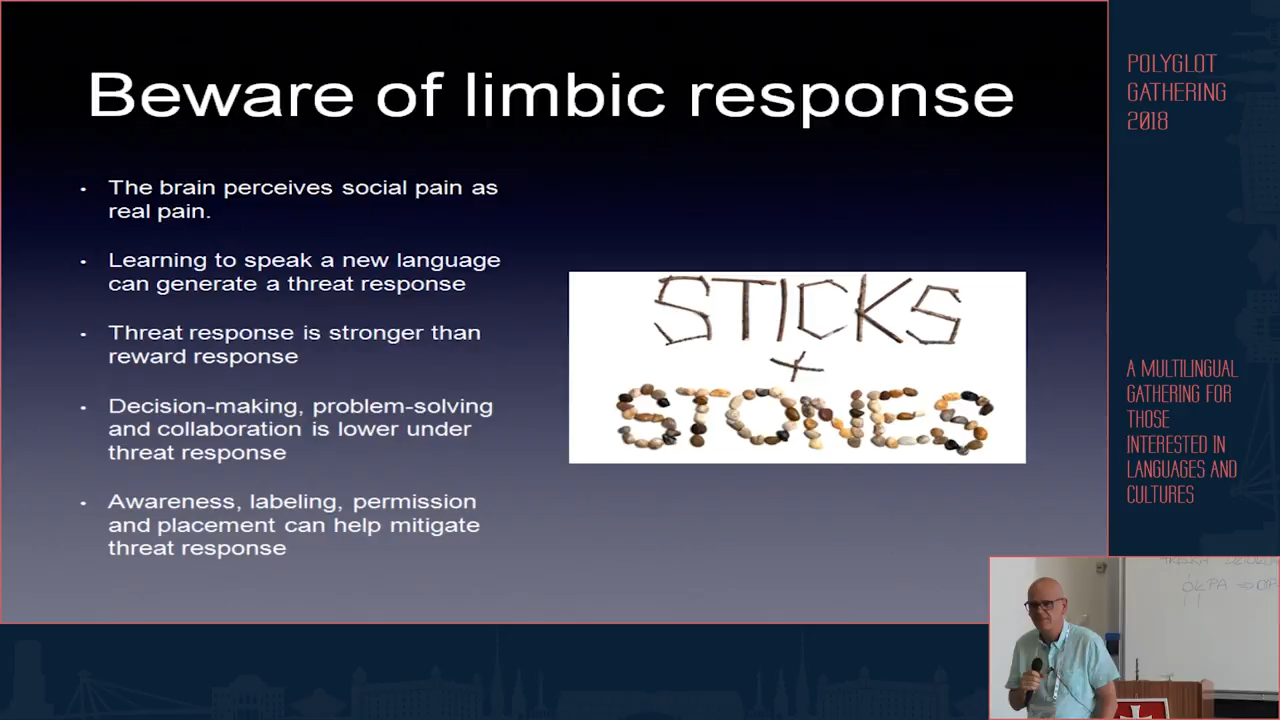 Beware of limbic response
• The brain perceives social pain as
real pain.
• Learning to speak a new language
can generate a threat response
• Threat response is stronger than
reward response
• Decision-making, problem-solving
and collaboration is lower under
threat response
• Awareness, labeling, permission
and placement can help mitigate
threat response
STICKS
+
STONES
POLYGLOT
GATHERING
2018
A MULTILINGUAL
GATHERING FOR
THOSE
INTERESTED IN
LANGUAGES AND
CULTURES